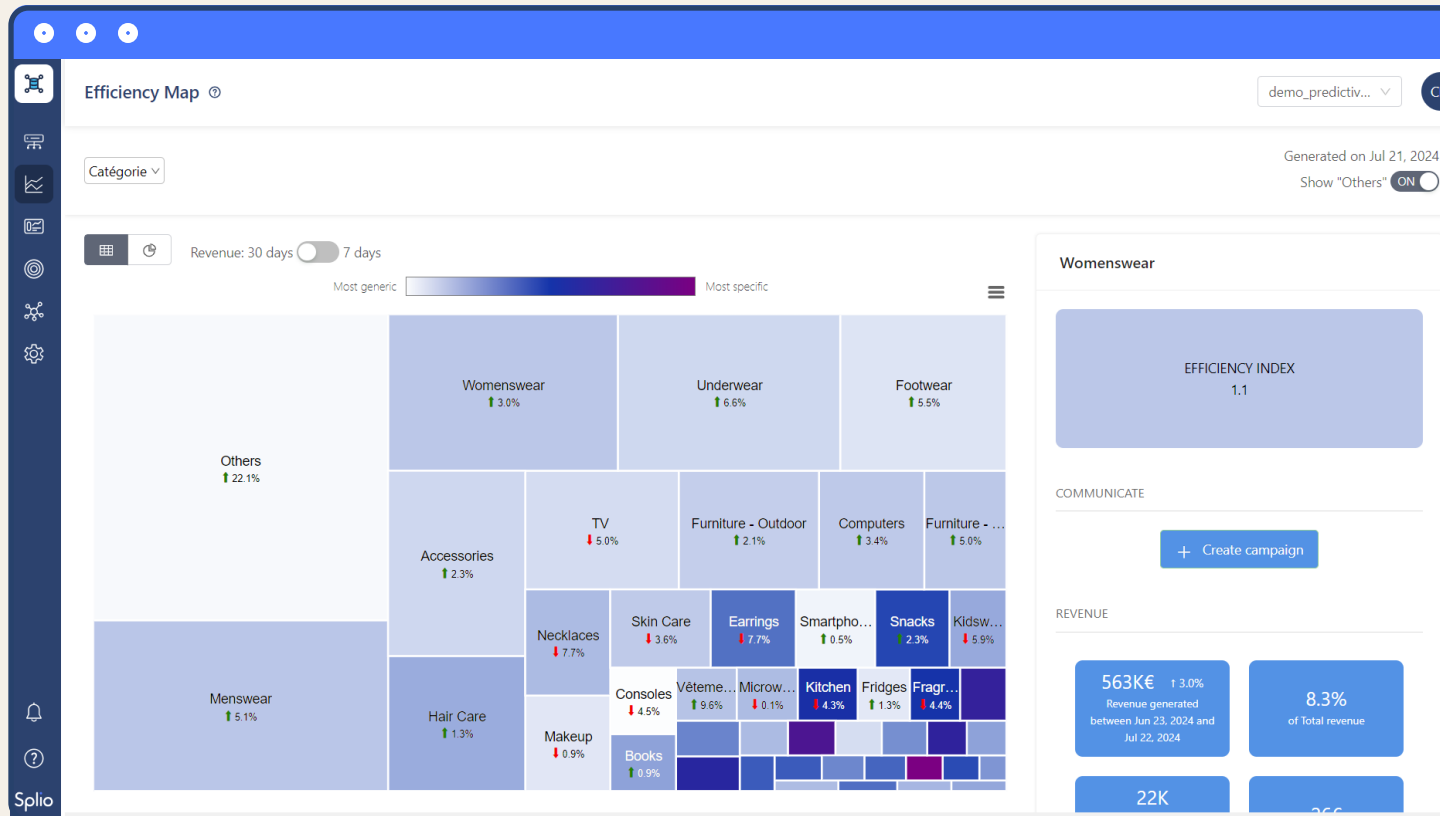 Efficiency Map
demo_predictiv...
C
Catégorie
Generated on Jul 21, 2024
Show "Others" ON
Revenue: 30 days 7 days
Most generic Most specific
Others
22.1%
Menswear
5.1%
Womenswear
3.0%
Underwear
6.6%
Footwear
5.5%
Accessories
2.3%
Hair Care
1.3%
TV
5.0%
Furniture - Outdoor
2.1%
Computers
3.4%
Furniture - ...
5.0%
Necklaces
7.7%
Makeup
0.9%
Skin Care
3.6%
Earrings
7.7%
Smartpho...
0.5%
Snacks
2.3%
Kidsw...
5.9%
Consoles
4.5%
Books
0.9%
Vêteme...
9.6%
Microw...
0.1%
Kitchen
4.3%
Fridges
1.3%
Fragr...
4.4%
Womenswear
EFFICIENCY INDEX
1.1
COMMUNICATE
+ Create campaign
REVENUE
563K€ ↑ 3.0%
Revenue generated
between Jun 23, 2024 and
Jul 22, 2024
8.3%
of Total revenue
22K
Splio